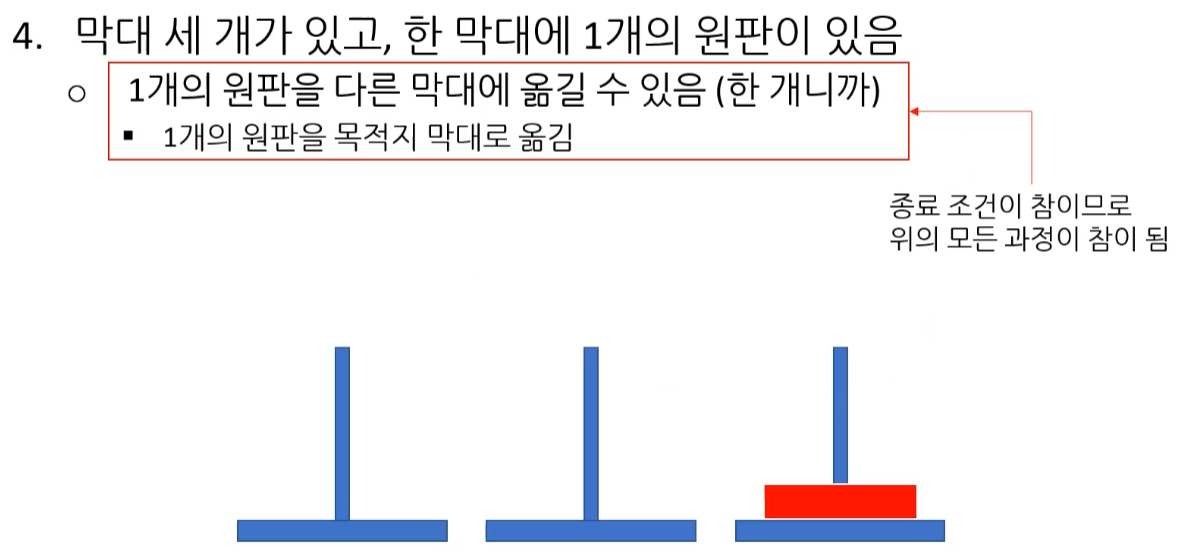 4. 막대 세 개가 있고, 한 막대에 1개의 원판이 있음
○ 1개의 원판을 다른 막대에 옮길 수 있음 (한 개니까)
▪ 1개의 원판을 목적지 막대로 옮김
종료 조건이 참이므로
위의 모든 과정이 참이 됨